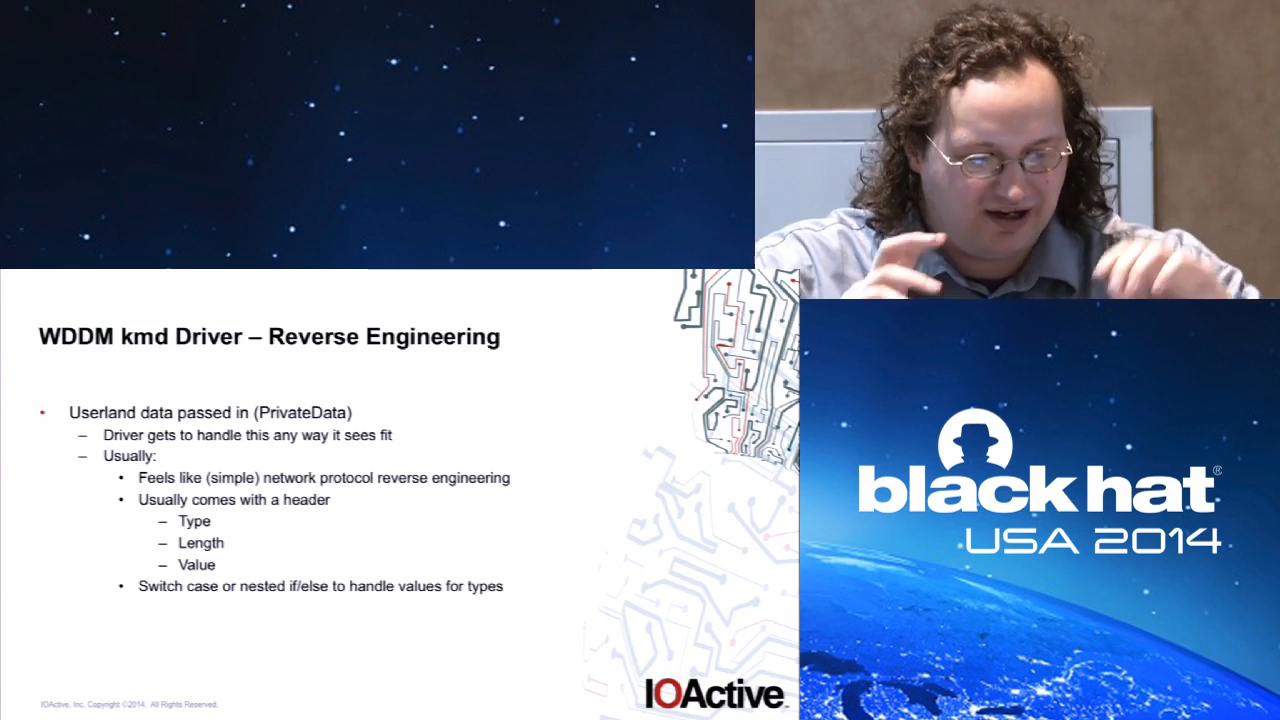 WDDM kmd Driver – Reverse Engineering
• Userland data passed in (PrivateData)
– Driver gets to handle this any way it sees fit
– Usually:
• Feels like (simple) network protocol reverse engineering
• Usually comes with a header
– Type
– Length
– Value
• Switch case or nested if/else to handle values for types
IOActive, Inc. Copyright ©2014. All Rights Reserved.
IOActive
black hat®
USA 2014